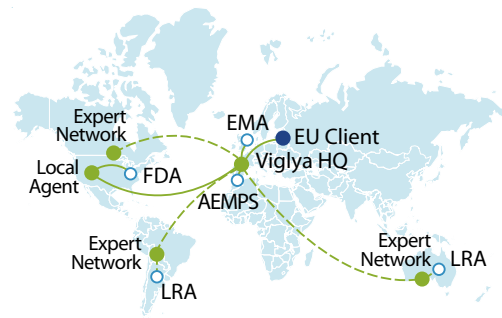 EMA
Expert
Network
EU Client
Viglya HQ
Local
Agent
FDA
AEMPS
Expert
Network
LRA
Expert
Network
LRA